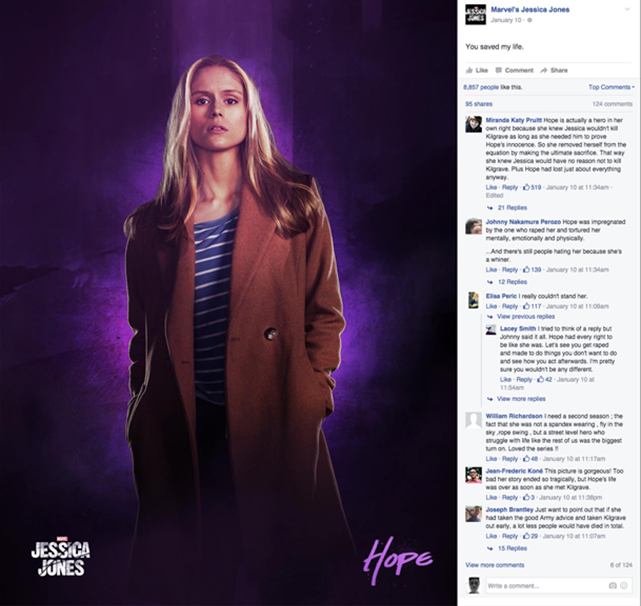 MARVEL
JESSICA
JONES
Hope
Marvel's Jessica Jones
January 10 ·
You saved my life.
Like Comment Share
8,857 people like this.
Top Comments
95 shares
124 comments
Miranda Katy Pruitt Hope is actually a hero in her
own right because she knew Jessica wouldn't kill
Kilgrave as long as she needed him to prove
Hope's innocence. So she removed herself from the
equation by making the ultimate sacrifice. That way
she knew Jessica would have no reason not to kill
Kilgrave. Plus Hope had lost just about everything
anyway.
Like · Reply · 519 · January 10 at 11:34am ·
Edited
21 Replies
Johnny Nakamura Perozo Hope was impregnated
by the one who raped her and tortured her
mentally, emotionally and physically.
...And there's still people hating her because she's
a whiner.
Like · Reply · 139 · January 10 at 11:34am
12 Replies
Elisa Peric I really couldn't stand her.
Like · Reply · 117 · January 10 at 11:09am
View previous replies
Lacey Smith I tried to think of a reply but
Johnny said it all. Hope had every right to
be like she was. Let's see you get raped
and made to do things you don't want to do
and see how you act afterwards. I'm pretty
sure you wouldn't be any different.
Like · Reply · 42 · January 10 at
11:54am
View more replies
William Richardson I need a second season ; the
fact that she was not a spandex wearing , fly in the
sky ,rope swing , but a street level hero who
struggle with life like the rest of us was the biggest
turn on. Loved the series !!
Like · Reply · 48 · January 10 at 11:17am
Jean-Frederic Koné This picture is gorgeous! Too
bad her story ended so tragically, but Hope's life
was over as soon as she met Kilgrave.
Like · Reply · 3 · January 10 at 11:38pm
Joseph Brantley Just want to point out that if she
had taken the good Army advice and taken Kilgrave
out early, a lot less people would have died in total.
Like · Reply · 29 · January 10 at 11:07am
15 Replies
View more comments
6 of 124
Write a comment...